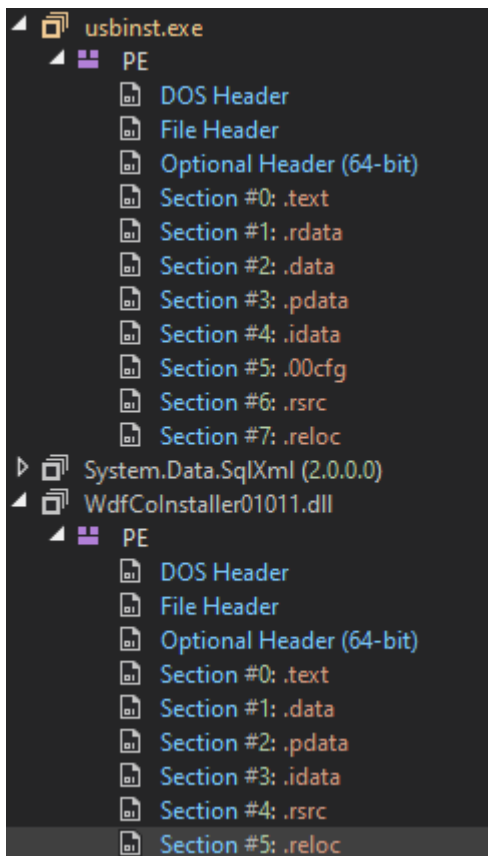 usbinst.exe
PE
DOS Header
File Header
Optional Header (64-bit)
Section #0: .text
Section #1: .rdata
Section #2: .data
Section #3: .pdata
Section #4: .idata
Section #5: .00cfg
Section #6: .rsrc
Section #7: .reloc
System.Data.SqlXml (2.0.0.0)
WdfCoInstaller01011.dll
PE
DOS Header
File Header
Optional Header (64-bit)
Section #0: .text
Section #1: .data
Section #2: .pdata
Section #3: .idata
Section #4: .rsrc
Section #5: .reloc